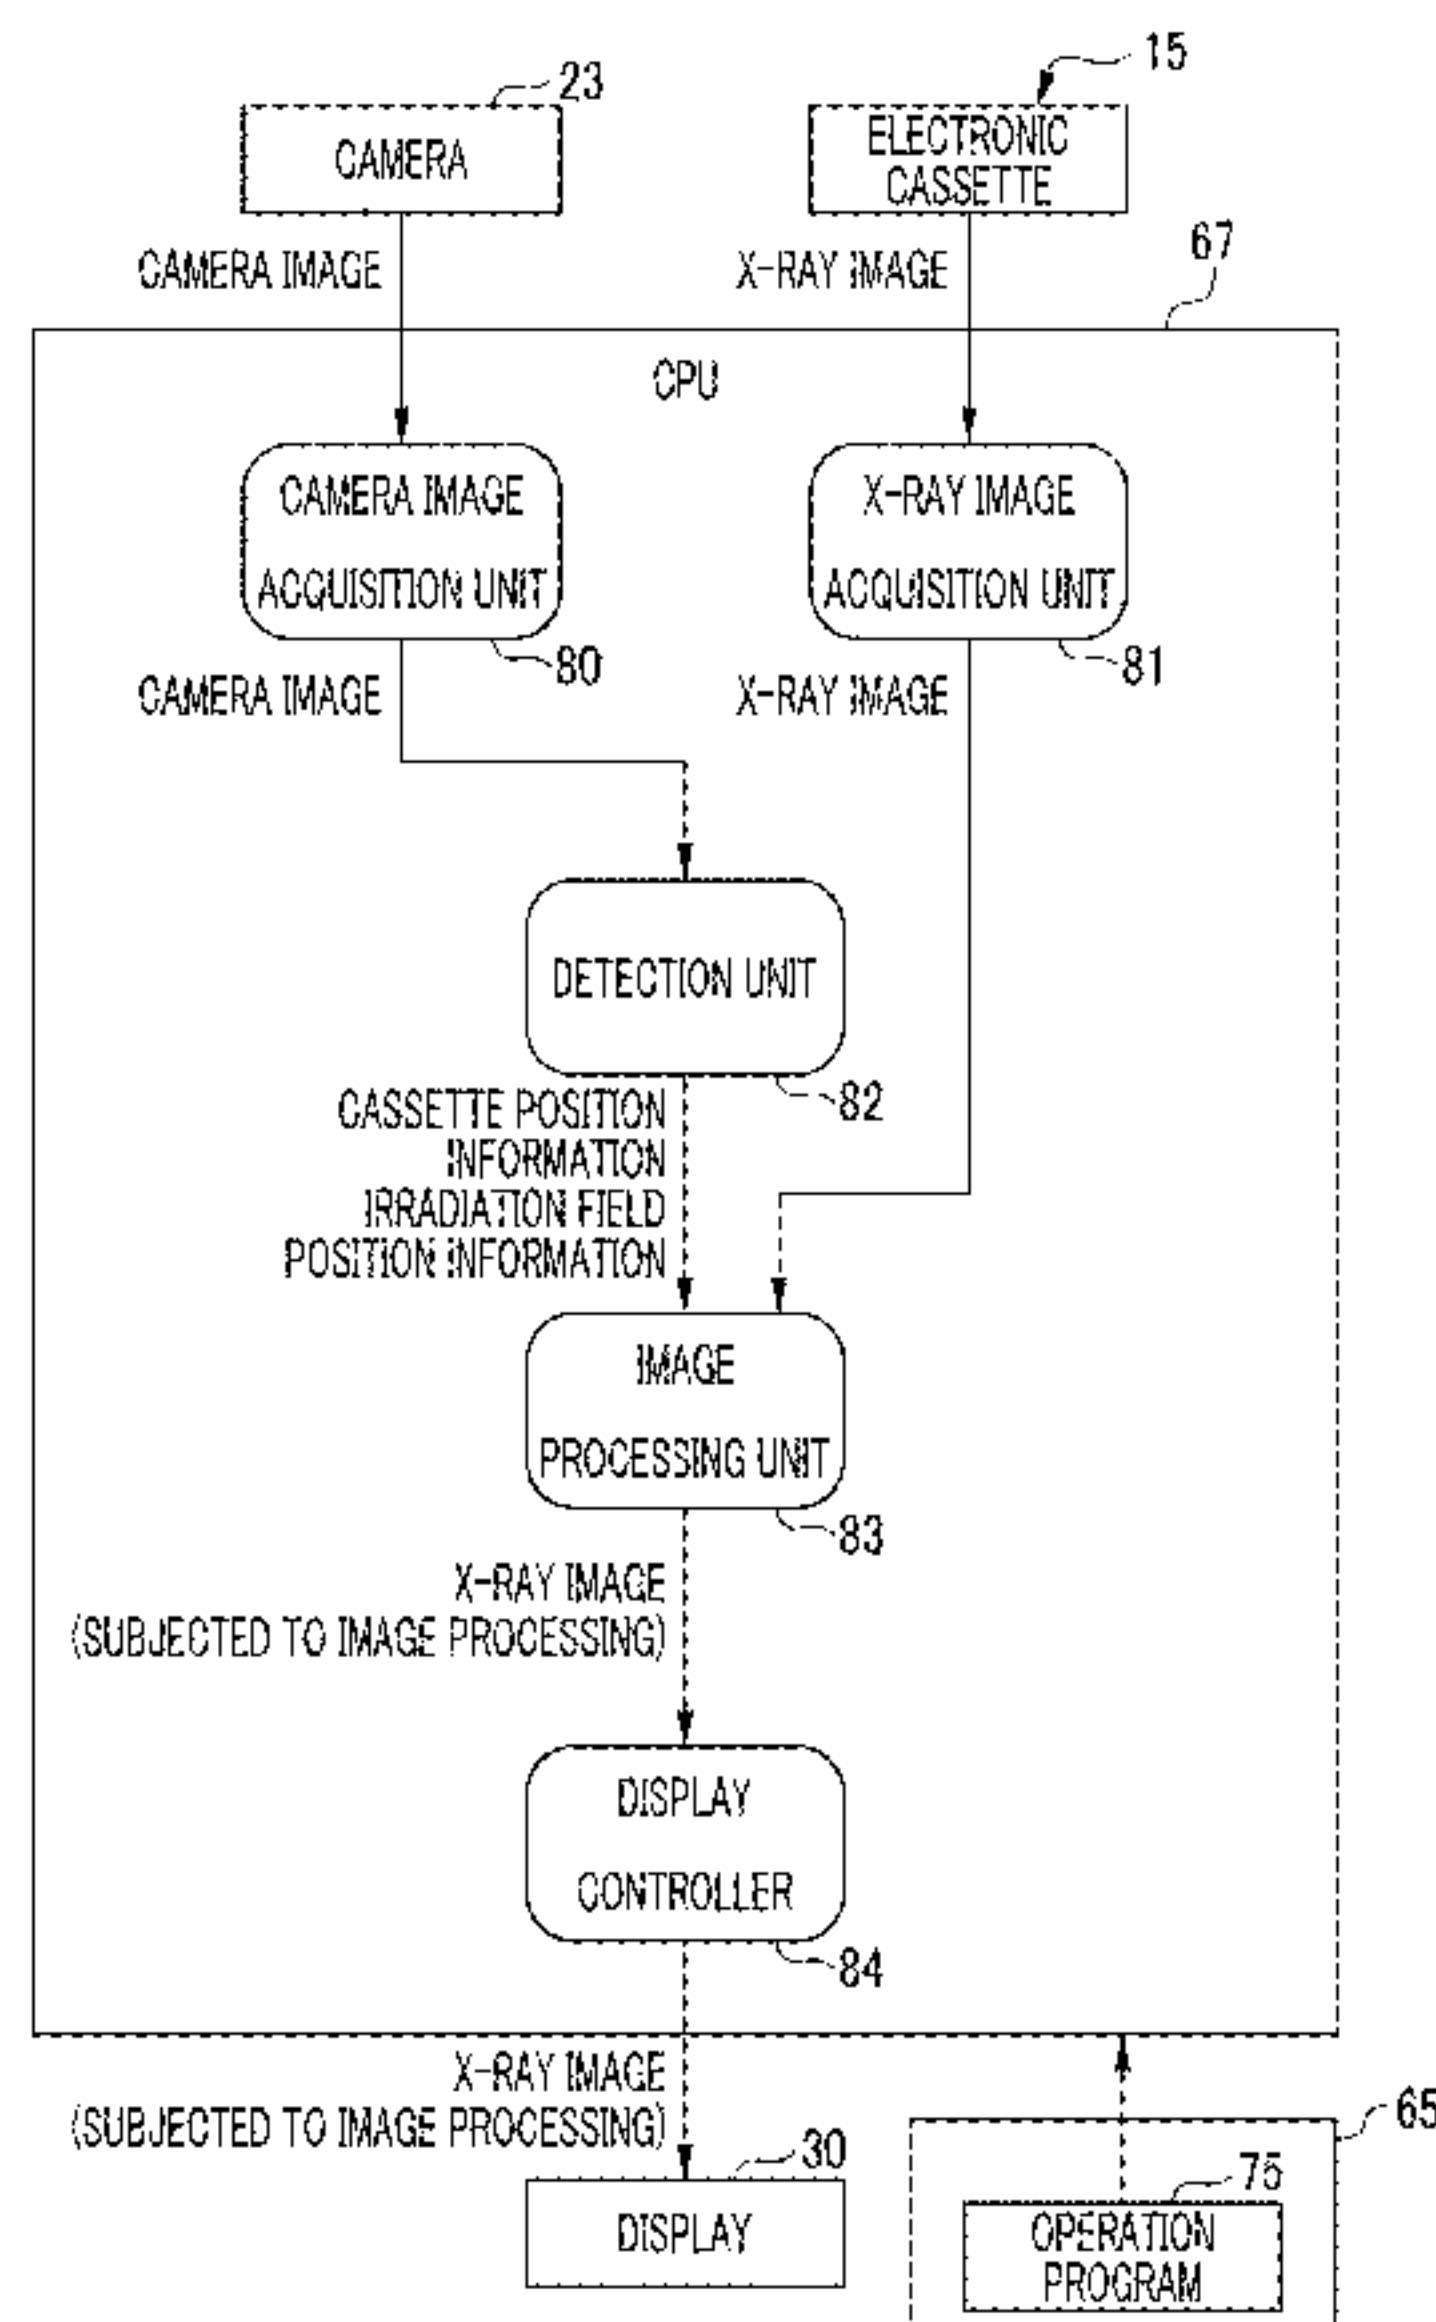 23
15
CAMERA
ELECTRONIC
CASSETTE
CAMERA IMAGE
X-RAY IMAGE
67
CPU
CAMERA IMAGE
ACQUISITION UNIT
X-RAY IMAGE
ACQUISITION UNIT
80
81
CAMERA IMAGE
X-RAY IMAGE
DETECTION UNIT
82
CASSETTE POSITION
INFORMATION
IRRADIATION FIELD
POSITION INFORMATION
IMAGE
PROCESSING UNIT
83
X-RAY IMAGE
(SUBJECTED TO IMAGE PROCESSING)
DISPLAY
CONTROLLER
84
X-RAY IMAGE
(SUBJECTED TO IMAGE PROCESSING)
65
30
75
DISPLAY
OPERATION
PROGRAM